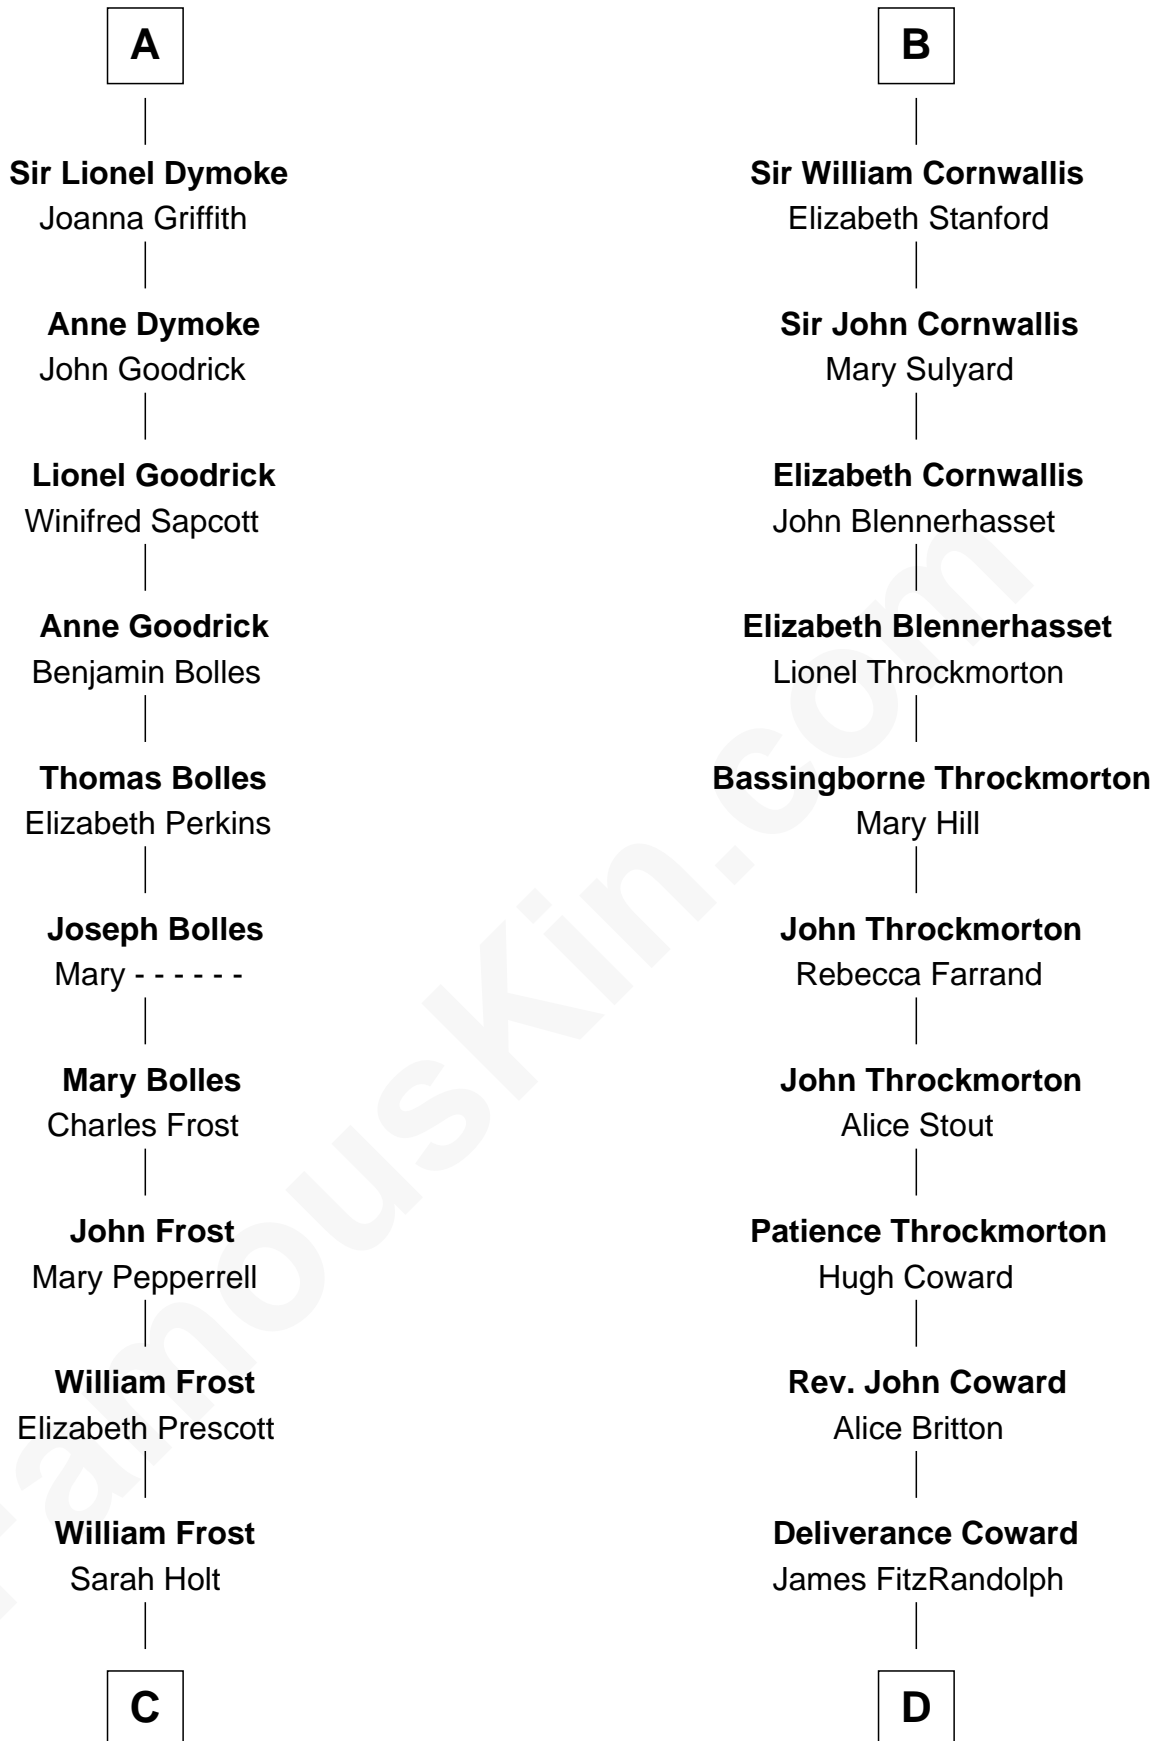 A
Sir Lionel Dymoke
Joanna Griffith
Anne Dymoke
John Goodrick
Lionel Goodrick
Winifred Sapcott
Anne Goodrick
Benjamin Bolles
Thomas Bolles
Elizabeth Perkins
Joseph Bolles
Mary - - - - - -
Mary Bolles
Charles Frost
John Frost
Mary Pepperrell
William Frost
Elizabeth Prescott
William Frost
Sarah Holt
C
B
Sir William Cornwallis
Elizabeth Stanford
Sir John Cornwallis
Mary Sulyard
Elizabeth Cornwallis
John Blennerhasset
Elizabeth Blennerhasset
Lionel Throckmorton
Bassingborne Throckmorton
Mary Hill
John Throckmorton
Rebecca Farrand
John Throckmorton
Alice Stout
Patience Throckmorton
Hugh Coward
Rev. John Coward
Alice Britton
Deliverance Coward
James FitzRandolph
D
FamousKin.com